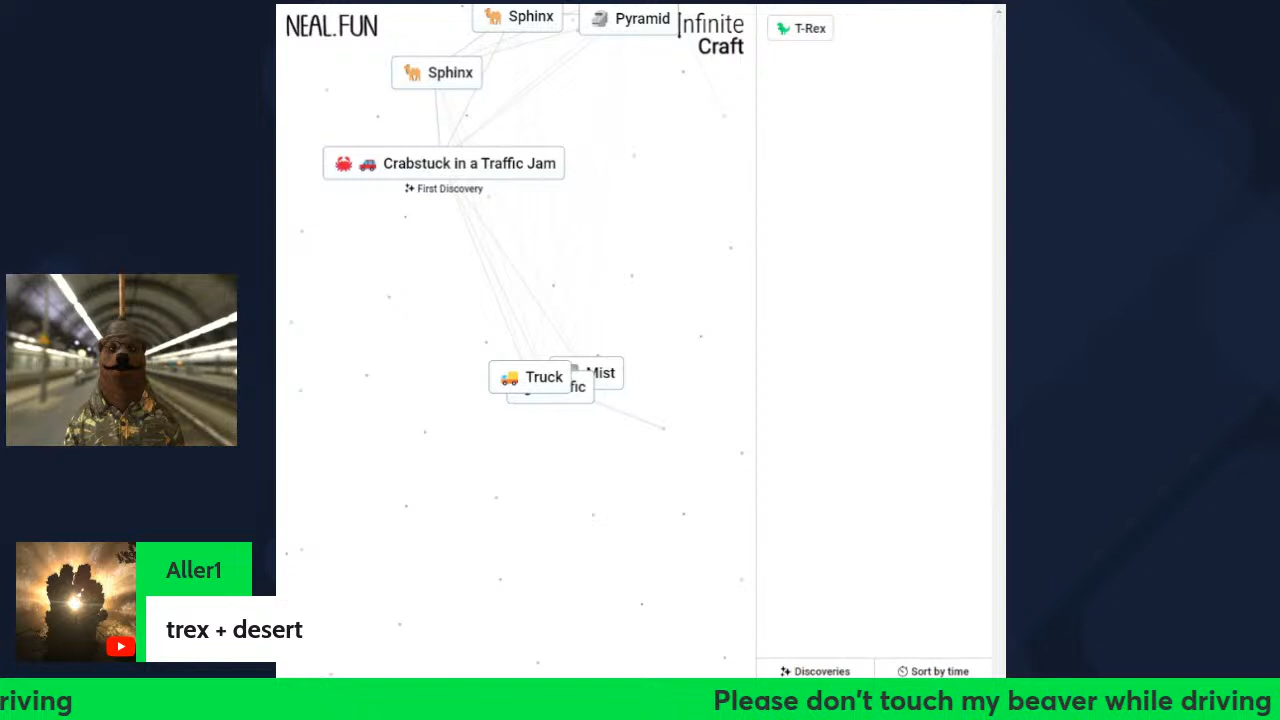 NEAL.FUN
Sphinx
Pyramid
Infinite
Craft
T-Rex
Sphinx
Crabstuck in a Traffic Jam
First Discovery
Truck
Mist
fic
Aller1
trex + desert
Discoveries
Sort by time
riving
Please don't touch my beaver while driving